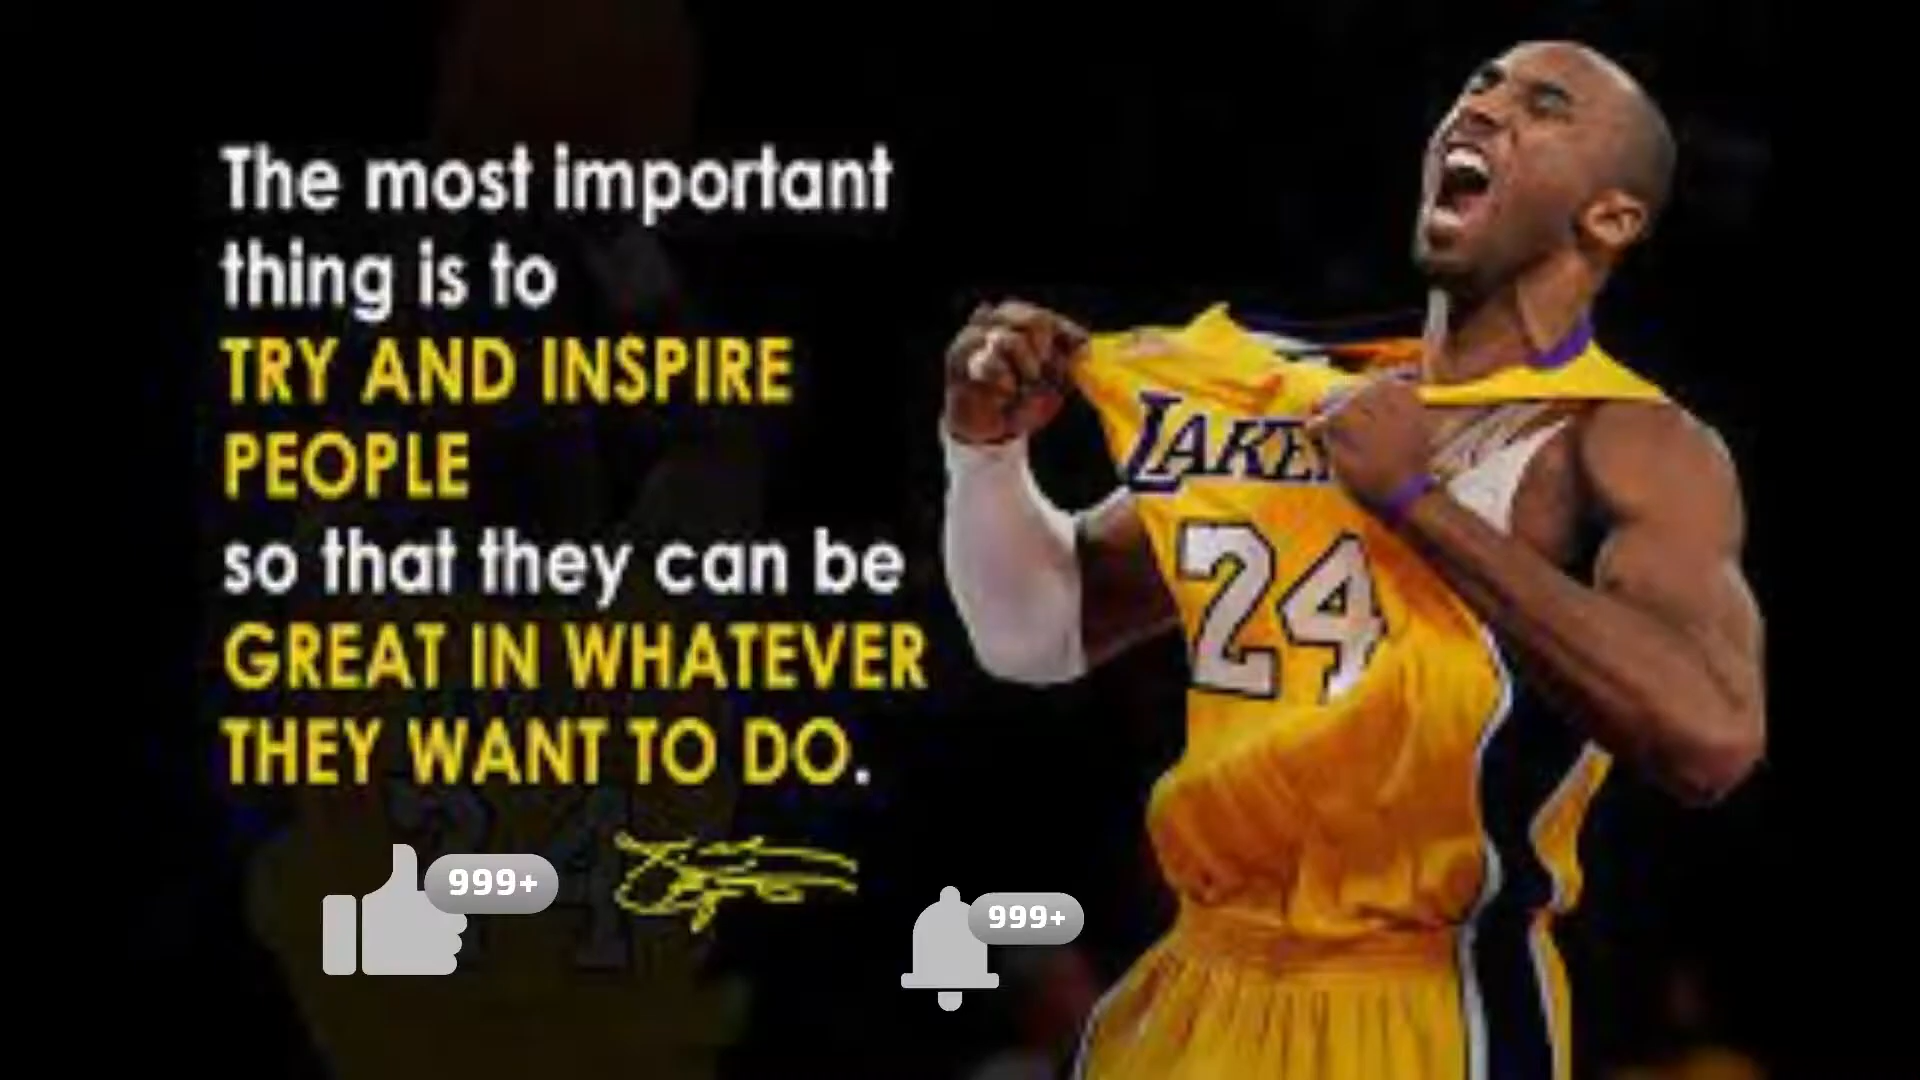 The most important
thing is to
TRY AND INSPIRE
PEOPLE
so that they can be
GREAT IN WHATEVER
THEY WANT TO DO.
LAKE
24
999+
999+